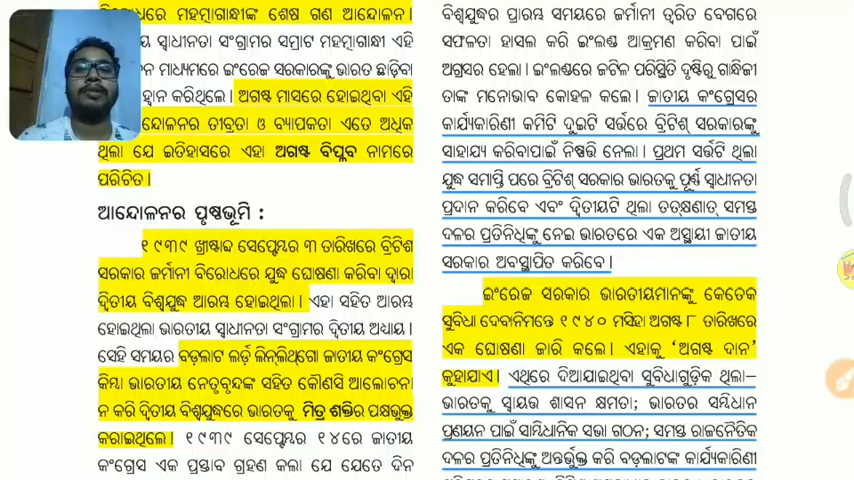 ମହାତ୍ମାଗାନ୍ଧୀଙ୍କ ଶେଷ ଗଣ ଆନ୍ଦୋଳନ।
ସ୍ୱାଧୀନତା ସଂଗ୍ରାମର ସମ୍ରାଟ ମହାତ୍ମାଗାନ୍ଧୀ ଏହି
ମାଧ୍ୟମରେ ଇଂରେଜ ସରକାରଙ୍କୁ ଭାରତ ଛାଡ଼ିବା
କରିଥିଲେ। ଅଗଷ୍ଟ ମାସରେ ହୋଇଥିବା ଏହି
ତୀବ୍ରତା ଓ ବ୍ୟାପକତା ଏତେ ଅଧିକ
ଥିଲା ଯେ ଇତିହାସରେ ଏହା ଅଗଷ୍ଟ ବିପ୍ଳବ ନାମରେ
ପରିଚିତ।
ଆନ୍ଦୋଳନର ପୃଷ୍ଠଭୂମି :
୧୯୩୯ ଖ୍ରୀଷ୍ଟାବ୍ଦ ସେପ୍ଟେମ୍ବର ୩ ତାରିଖରେ ବ୍ରିଟିଶ
ସରକାର ଜର୍ମାନୀ ବିରୋଧରେ ଯୁଦ୍ଧ ଘୋଷଣା କରିବା ଦ୍ୱାରା
ଦ୍ୱିତୀୟ ବିଶ୍ୱଯୁଦ୍ଧ ଆରମ୍ଭ ହୋଇଥିଲା। ଏହା ସହିତ ଆରମ୍ଭ
ହୋଇଥିଲା ଭାରତୀୟ ସ୍ୱାଧୀନତା ସଂଗ୍ରାମର ଦ୍ୱିତୀୟ ଅଧ୍ୟାୟ।
ସେହି ସମୟର ବଡ଼ଲାଟ ଲର୍ଡ଼ ଲିନ୍‌ଲିଥ୍‌ଗୋ ଜାତୀୟ କଂଗ୍ରେସ
କିମ୍ବା ଭାରତୀୟ ନେତୃବୃନ୍ଦଙ୍କ ସହିତ କୌଣସି ଆଲୋଚନା
ନ କରି ଦ୍ୱିତୀୟ ବିଶ୍ୱଯୁଦ୍ଧରେ ଭାରତକୁ ମିତ୍ର ଶକ୍ତିର ପକ୍ଷଭୁକ୍ତ
କରାଇଥିଲେ। ୧୯୩୯ ସେପ୍ଟେମ୍ବର ୧୪ରେ ଜାତୀୟ
କଂଗ୍ରେସ ଏକ ପ୍ରସ୍ତାବ ଗ୍ରହଣ କଲା ଯେ ଯେତେ ଦିନ
ବିଶ୍ୱଯୁଦ୍ଧର ପ୍ରାରମ୍ଭ ସମୟରେ ଜର୍ମାନୀ ତ୍ୱରିତ ବେଗରେ
ସଫଳତା ହାସଲ କରି ଇଂଲଣ୍ଡ ଆକ୍ରମଣ କରିବା ପାଇଁ
ଅଗ୍ରସର ହେଲା। ଇଂଲଣ୍ଡରେ ଜଟିଳ ପରିସ୍ଥିତି ଦୃଷ୍ଟିରୁ ଗାନ୍ଧିଜୀ
ତାଙ୍କ ମନୋଭାବ କୋହଳ କଲେ। ଜାତୀୟ କଂଗ୍ରେସର
କାର୍ଯ୍ୟକାରିଣୀ କମିଟି ଦୁଇଟି ସର୍ତ୍ତରେ ବ୍ରିଟିଶ୍ ସରକାରଙ୍କୁ
ସାହାଯ୍ୟ କରିବାପାଇଁ ନିଷ୍ପତ୍ତି ନେଲା। ପ୍ରଥମ ସର୍ତ୍ତଟି ଥିଲା
ଯୁଦ୍ଧ ସମାପ୍ତି ପରେ ବ୍ରିଟିଶ୍ ସରକାର ଭାରତକୁ ପୂର୍ଣ୍ଣ ସ୍ୱାଧୀନତା
ପ୍ରଦାନ କରିବେ ଏବଂ ଦ୍ୱିତୀୟଟି ଥିଲା ତତ୍‌କ୍ଷଣାତ୍ ସମସ୍ତ
ଦଳର ପ୍ରତିନିଧିଙ୍କୁ ନେଇ ଭାରତରେ ଏକ ଅସ୍ଥାୟୀ ଜାତୀୟ
ସରକାର ଅବସ୍ଥାପିତ କରିବେ।
ଇଂରେଜ ସରକାର ଭାରତୀୟମାନଙ୍କୁ କେତେକ
ସୁବିଧା ଦେବାନିମନ୍ତେ ୧୯୪୦ ମସିହା ଅଗଷ୍ଟ ୮ ତାରିଖରେ
ଏକ ଘୋଷଣା ଜାରି କଲେ। ଏହାକୁ ‘ଅଗଷ୍ଟ ଦାନ’
କୁହାଯାଏ। ଏଥିରେ ଦିଆଯାଇଥିବା ସୁବିଧାଗୁଡ଼ିକ ଥିଲା–
ଭାରତକୁ ସ୍ୱାୟତ୍ତ ଶାସନ କ୍ଷମତା; ଭାରତର ସମ୍ବିଧାନ
ପ୍ରଣୟନ ପାଇଁ ସାମ୍ବିଧାନିକ ସଭା ଗଠନ; ସମସ୍ତ ରାଜନୈତିକ
ଦଳର ପ୍ରତିନିଧିଙ୍କୁ ଅନ୍ତର୍ଭୁକ୍ତ କରି ବଡ଼ଲାଟଙ୍କ କାର୍ଯ୍ୟକାରିଣୀ